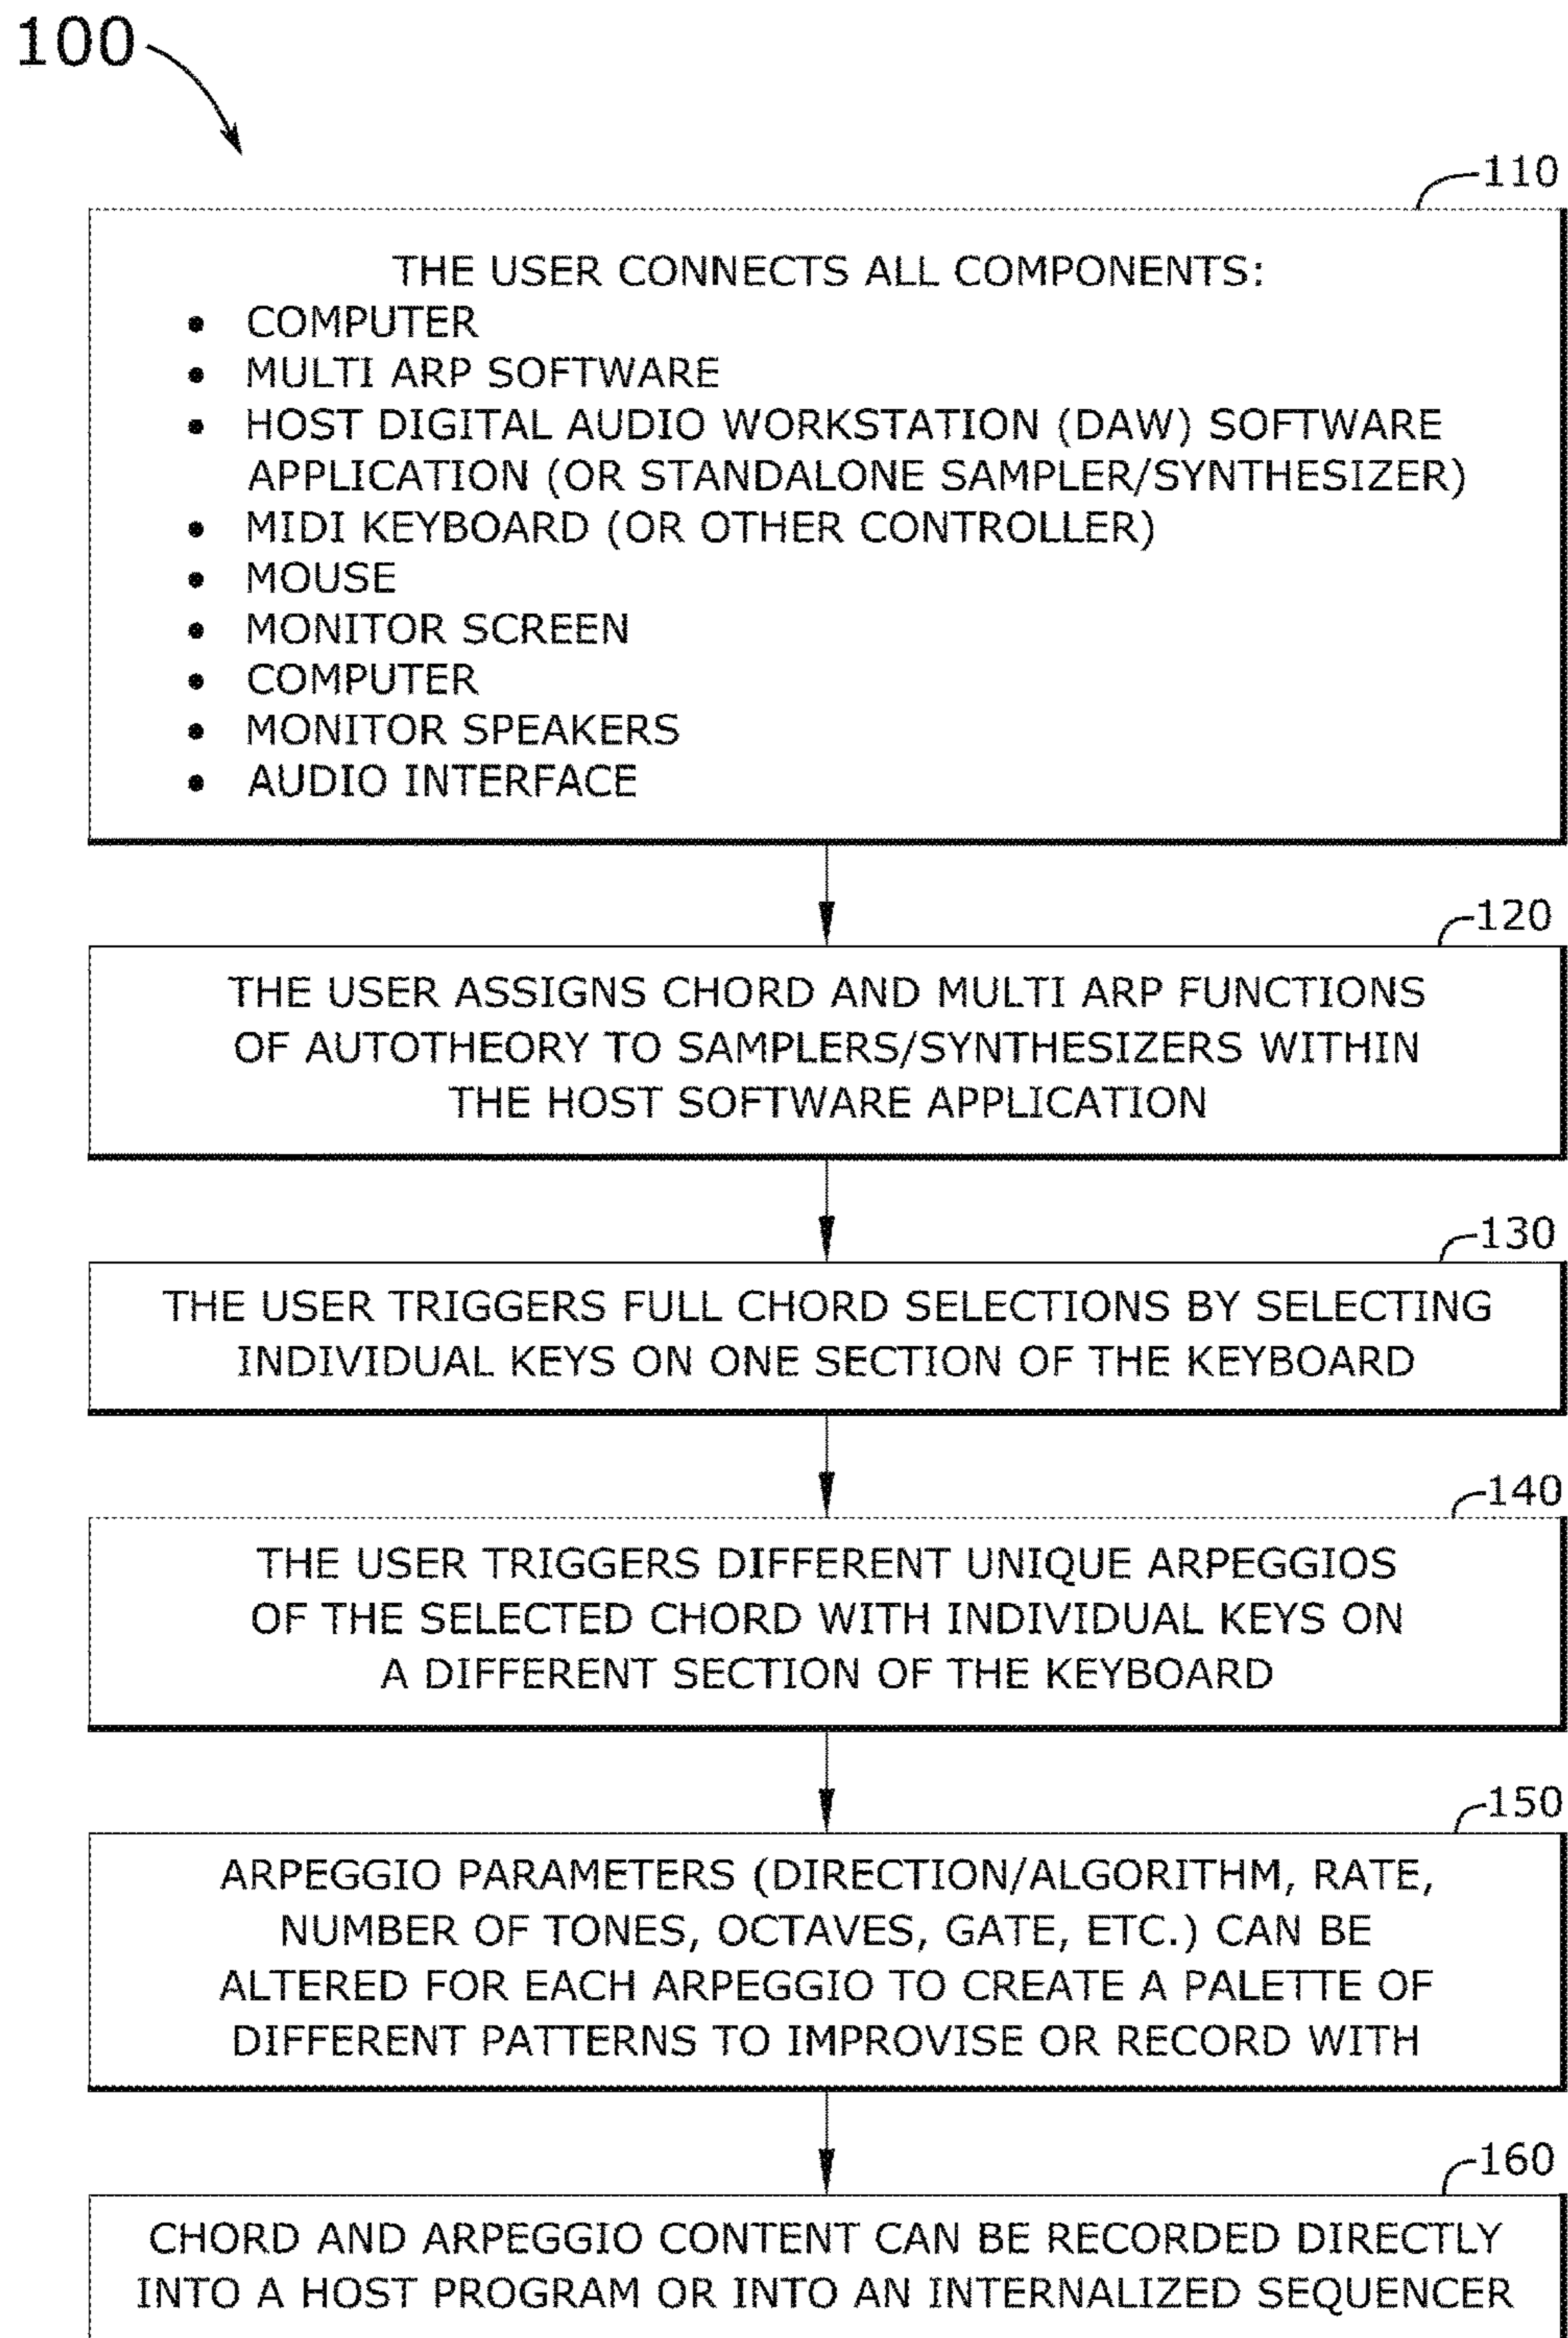 100
110
THE USER CONNECTS ALL COMPONENTS:
• COMPUTER
• MULTI ARP SOFTWARE
• HOST DIGITAL AUDIO WORKSTATION (DAW) SOFTWARE
APPLICATION (OR STANDALONE SAMPLER/SYNTHESIZER)
• MIDI KEYBOARD (OR OTHER CONTROLLER)
• MOUSE
• MONITOR SCREEN
• COMPUTER
• MONITOR SPEAKERS
• AUDIO INTERFACE
120
THE USER ASSIGNS CHORD AND MULTI ARP FUNCTIONS
OF AUTOTHEORY TO SAMPLERS/SYNTHESIZERS WITHIN
THE HOST SOFTWARE APPLICATION
130
THE USER TRIGGERS FULL CHORD SELECTIONS BY SELECTING
INDIVIDUAL KEYS ON ONE SECTION OF THE KEYBOARD
140
THE USER TRIGGERS DIFFERENT UNIQUE ARPEGGIOS
OF THE SELECTED CHORD WITH INDIVIDUAL KEYS ON
A DIFFERENT SECTION OF THE KEYBOARD
150
ARPEGGIO PARAMETERS (DIRECTION/ALGORITHM, RATE,
NUMBER OF TONES, OCTAVES, GATE, ETC.) CAN BE
ALTERED FOR EACH ARPEGGIO TO CREATE A PALETTE OF
DIFFERENT PATTERNS TO IMPROVISE OR RECORD WITH
160
CHORD AND ARPEGGIO CONTENT CAN BE RECORDED DIRECTLY
INTO A HOST PROGRAM OR INTO AN INTERNALIZED SEQUENCER